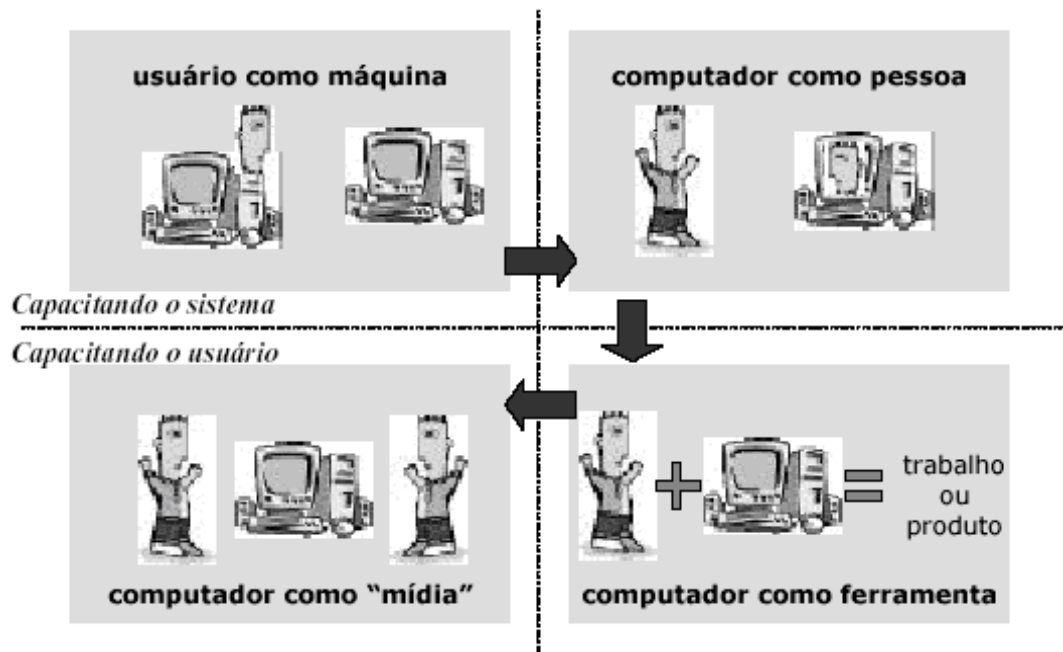 usuário como máquina
computador como pessoa
Capacitando o sistema
Capacitando o usuário
trabalho
ou
produto
computador como “mídia”
computador como ferramenta